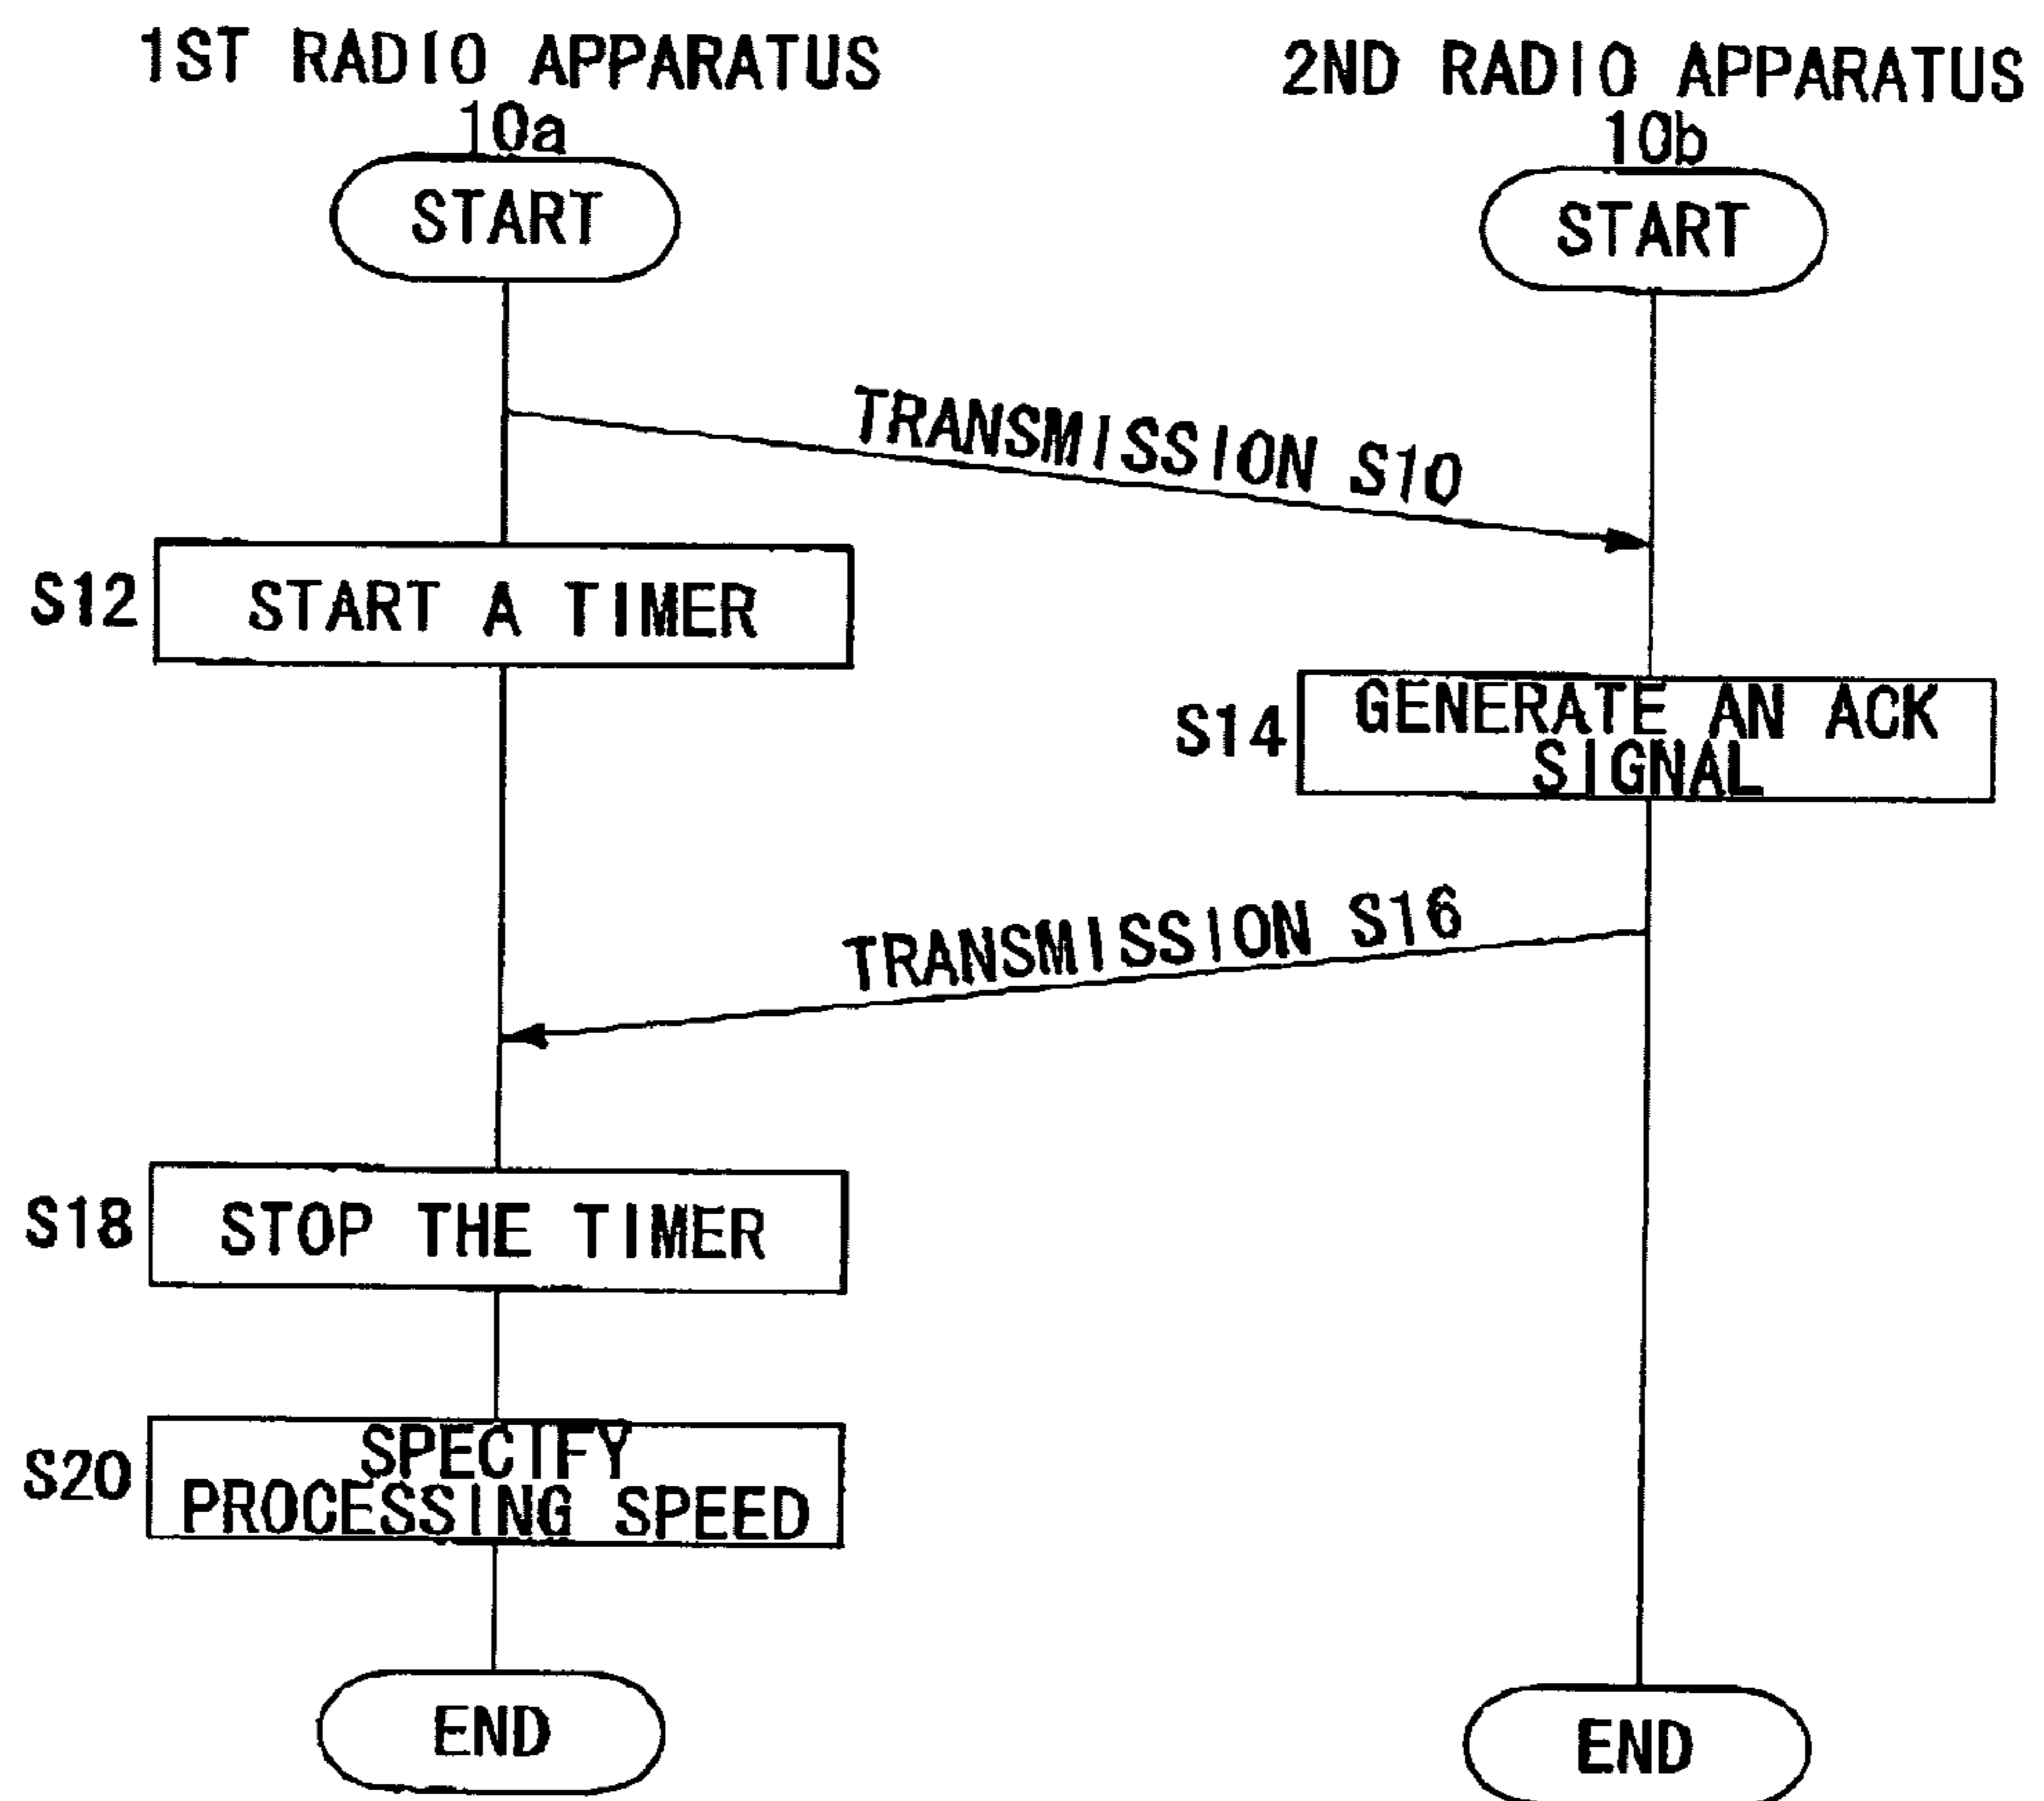 1ST RADIO APPARATUS
10a
2ND RADIO APPARATUS
10b
START
START
TRANSMISSION S10
S12
START A TIMER
S14
GENERATE AN ACK
SIGNAL
TRANSMISSION S16
S18
STOP THE TIMER
S20
SPECIFY
PROCESSING SPEED
END
END